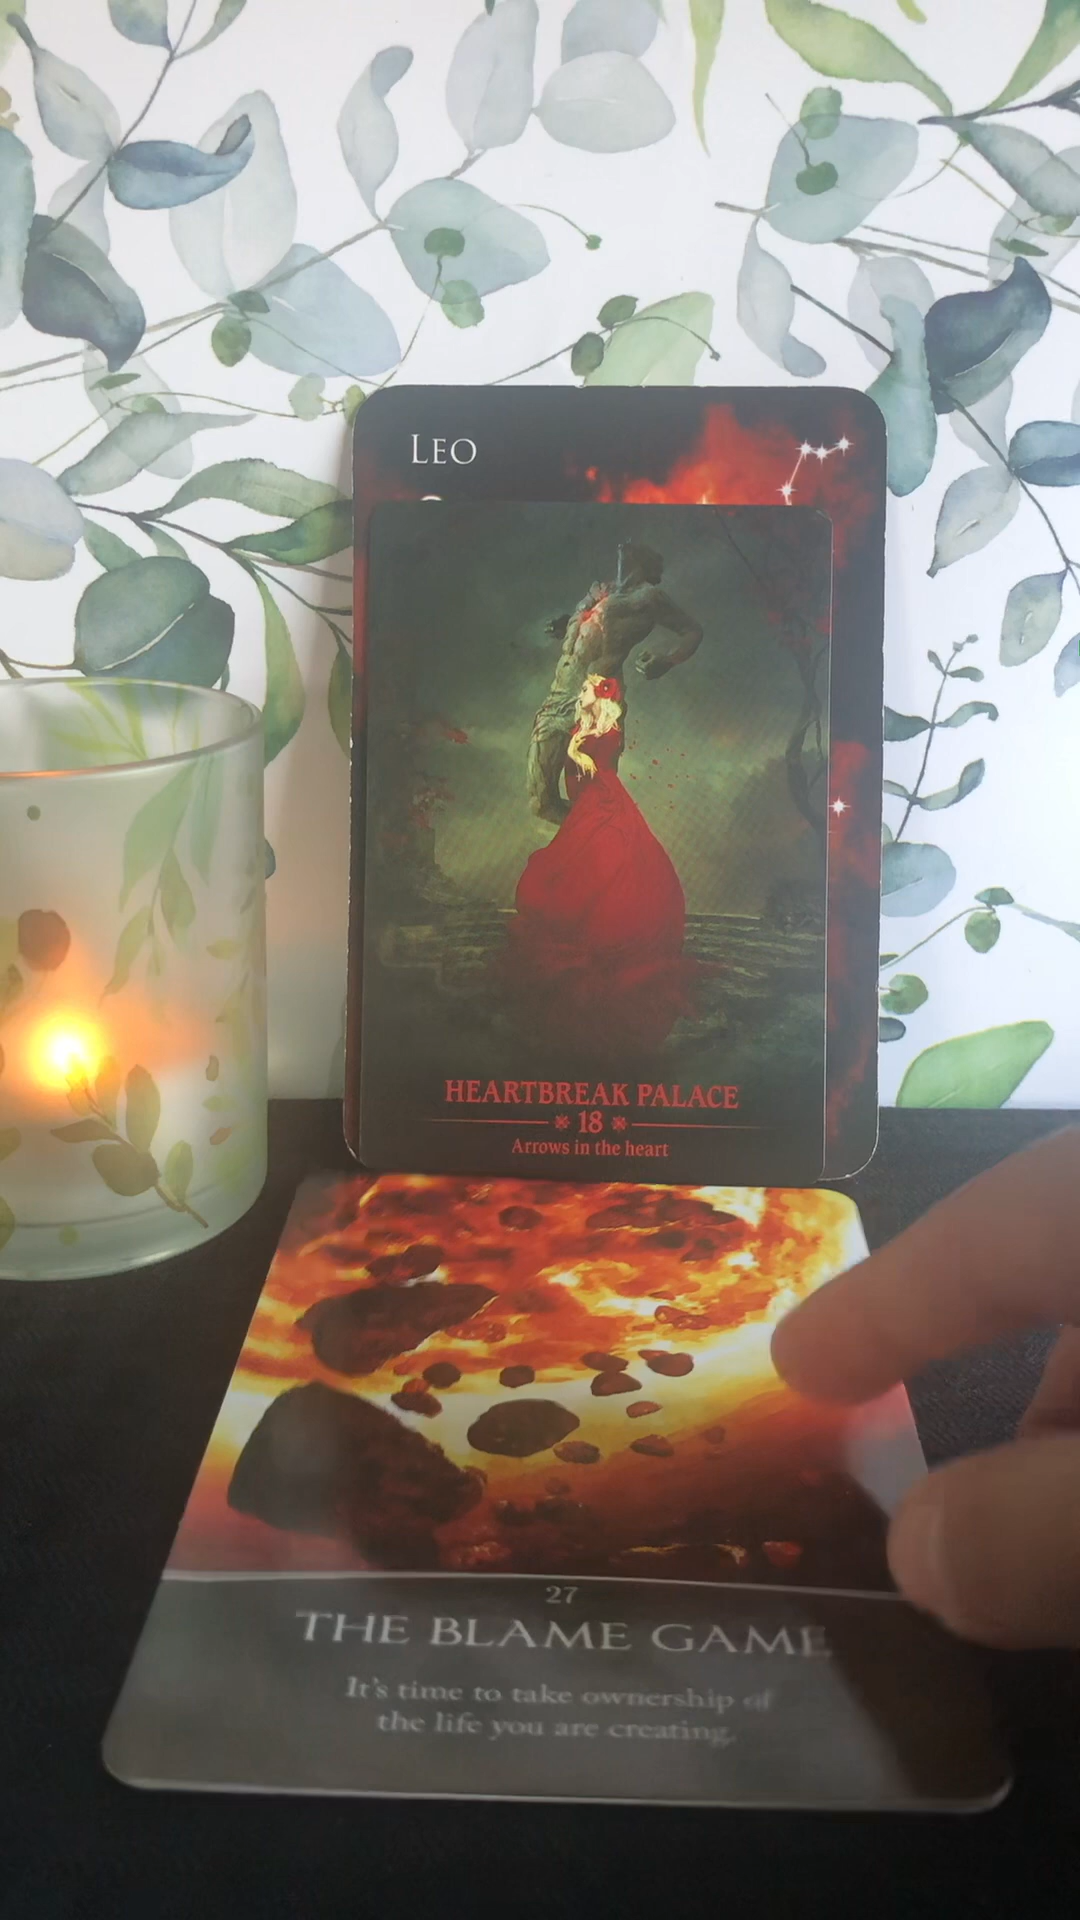 LEO
HEARTBREAK PALACE
18
Arrows in the heart
27
THE BLAME GAME
It's time to take ownership of
the life you are creating.